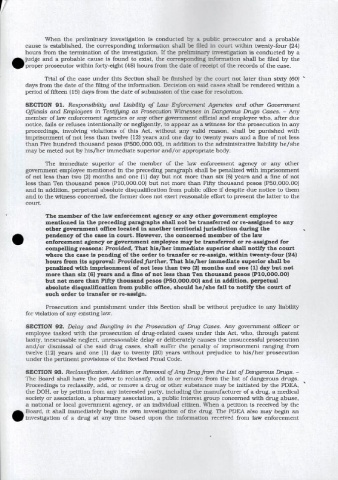 When the preliminary investigation is conducted by a public prosecutor and a probable
cause is established, the corresponding information shall be filed in court within twenty-four (24)
hours from the termination of the investigation. If the preliminary investigation is conducted by a
judge and a probable cause is found to exist, the corresponding information shall be filed by the
proper prosecutor within forty-eight (48) hours from the date of receipt of the records of the case.
Trial of the case under this Section shall be finished by the court not later than sixty (60)
days from the date of the filing of the information. Decision on said cases shall be rendered within a
period of fifteen (15) days from the date of submission of the case for resolution.
SECTION 91. Responsibility and Liability of Law Enforcement Agencies and other Government
Officials and Employees in Testifying as Prosecution Witnesses in Dangerous Drugs Cases. – Any
member of law enforcement agencies or any other government official and employee who, after due
notice, fails or refuses intentionally or negligently, to appear as a witness for the prosecution in any
proceedings, involving violations of this Act, without any valid reason, shall be punished with
imprisonment of not less than twelve (12) years and one day to twenty years and a fine of not less
than Five hundred thousand pesos (P500,000.00), in addition to the administrative liability he/she
may be meted out by his/her immediate superior and/or appropriate body.
The immediate superior of the member of the law enforcement agency or any other
government employee mentioned in the preceding paragraph shall be penalized with imprisonment
of not less than two (2) months and one (1) day but not more than six (6) years and a fine of not
less than Ten thousand pesos (P10,000.00) but not more than Fifty thousand pesos (P50,000.00)
and in addition, perpetual absolute disqualification from public office if despite due notice to them
and to the witness concerned, the former does not exert reasonable effort to present the latter to the
court.
The member of the law enforcement agency or any other government employee
mentioned in the preceding paragraphs shall not be transferred or re-assigned to any
other government office located in another territorial jurisdiction during the
pendency of the case in court. However, the concerned member of the law
enforcement agency or government employee may be transferred or re-assigned for
compelling reasons: Provided, That his/her immediate superior shall notify the court
where the case is pending of the order to transfer or re-assign, within twenty-four (24)
hours from its approval: Provided further, That his/her immediate superior shall be
penalized with imprisonment of not less than two (2) months and one (1) day but not
more than six (6) years and a fine of not less than Ten thousand pesos (P10,000.00)
but not more than Fifty thousand pesos (P50,000.00) and in addition, perpetual
absolute disqualification from public office, should he/she fail to notify the court of
such order to transfer or re-assign.
Prosecution and punishment under this Section shall be without prejudice to any liability
for violation of any existing law.
SECTION 92. Delay and Bungling in the Prosecution of Drug Cases. Any government officer or
employee tasked with the prosecution of drug-related cases under this Act, who, through patent
laxity, inexcusable neglect, unreasonable delay or deliberately causes the unsuccessful prosecution
and/or dismissal of the said drug cases, shall suffer the penalty of imprisonment ranging from
twelve (12) years and one (1) day to twenty (20) years without prejudice to his/her prosecution
under the pertinent provisions of the Revised Penal Code.
SECTION 93. Reclassification, Addition or Removal of Any Drug from the List of Dangerous Drugs. –
The Board shall have the power to reclassify, add to or remove from the list of dangerous drugs.
Proceedings to reclassify, add, or remove a drug or other substance may be initiated by the PDEA,
the DOH, or by petition from any interested party, including the manufacturer of a drug, a medical
society or association, a pharmacy association, a public interest group concerned with drug abuse,
a national or local government agency, or an individual citizen. When a petition is received by the
Board, it shall immediately begin its own investigation of the drug. The PDEA also may begin an
investigation of a drug at any time based upon the information received from law enforcement